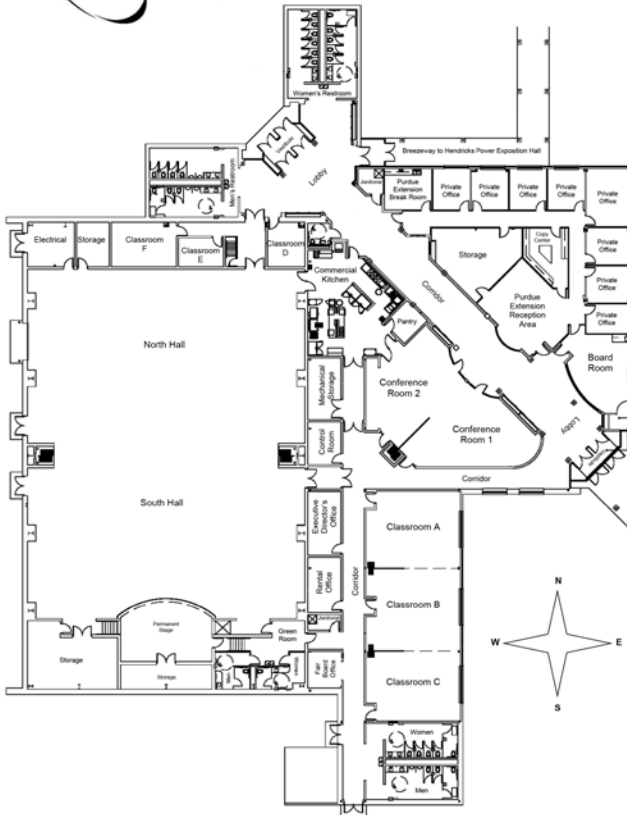 Women's Restroom
Vestibule
Breezeway to Hendricks Power Exposition Hall
Men's Restroom
Lobby
Janitorial
Purdue
Extension
Break Room
Private
Office
Private
Office
Private
Office
Private
Office
Private
Office
Electrical
Storage
Classroom
F
Classroom
E
Classroom
D
Copy
Center
Storage
Private
Office
Commercial
Kitchen
Corridor
Private
Office
Purdue
Extension
Reception
Area
Pantry
Private
Office
North Hall
Board
Room
Mechanical
Storage
Conference
Room 2
Conference
Room 1
Lobby
Control
Room
Vestibule
Corridor
South Hall
Executive
Director's
Office
Classroom A
Corridor
Rental
Office
Classroom B
Permanent
Stage
Janitorial
Green
Room
Storage
Storage
Men
Women
Fair
Board
Office
Classroom C
N
W
E
S
Women
Men